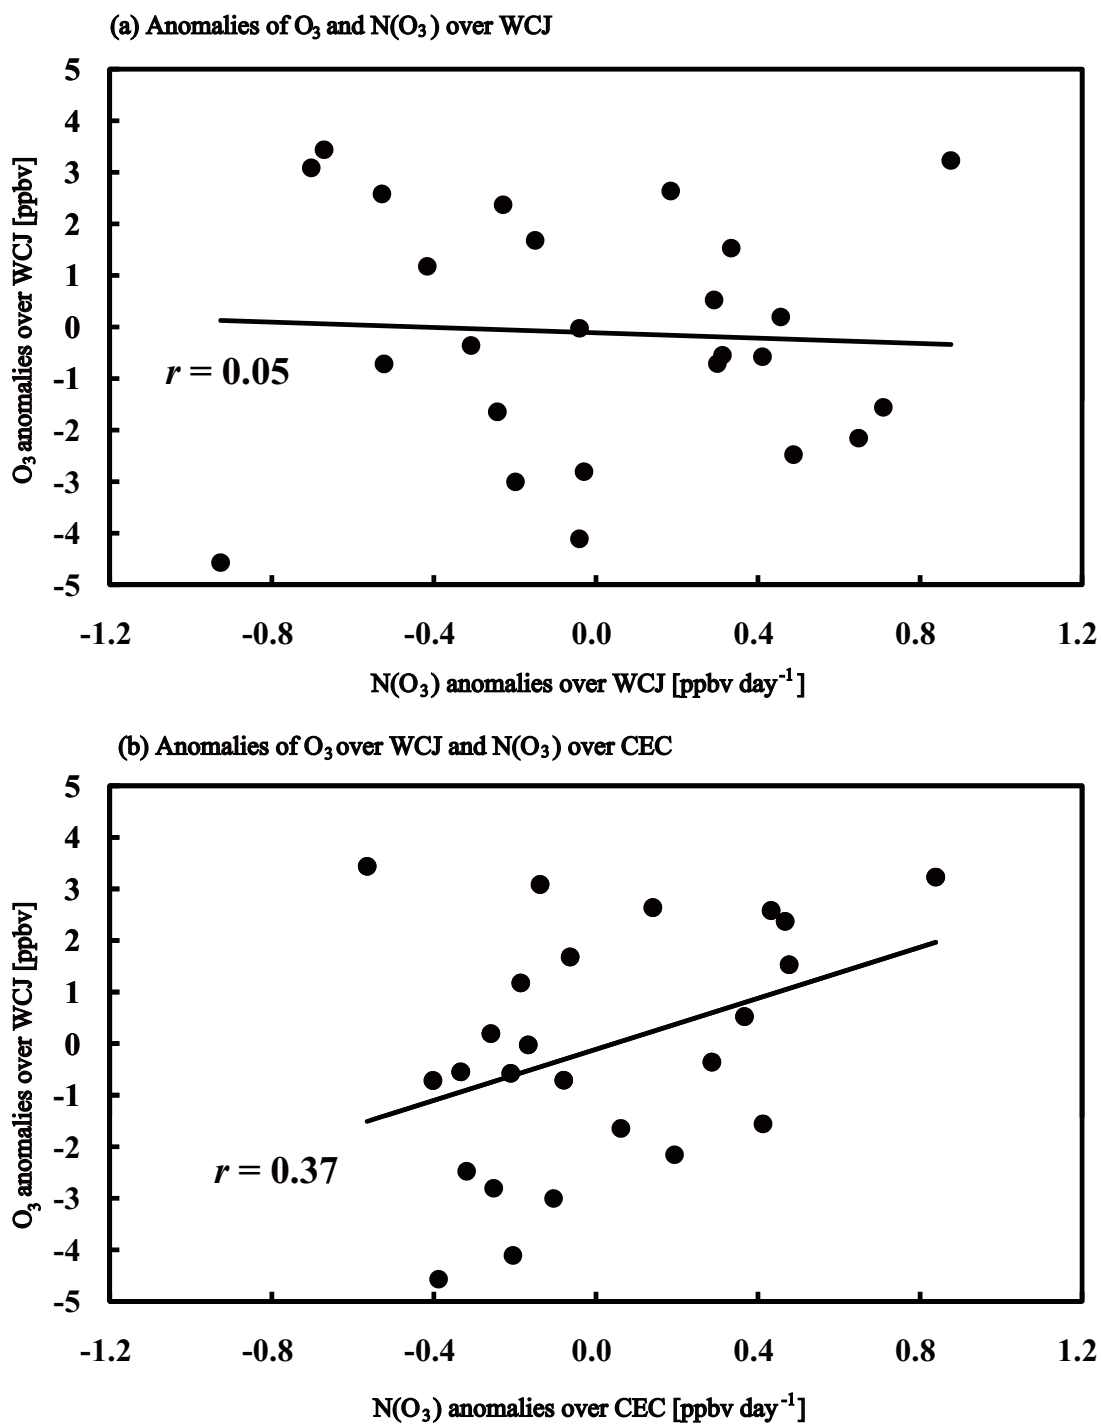 (a) Anomalies of O₃ and N(O₃) over WCJ
5
4
3
2
1
0
-1
-2
-3
-4
-5
O₃ anomalies over WCJ [ppbv]
r = 0.05
-1.2 -0.8 -0.4 0.0 0.4 0.8 1.2
N(O₃) anomalies over WCJ [ppbv day⁻¹]
(b) Anomalies of O₃ over WCJ and N(O₃) over CEC
5
4
3
2
1
0
-1
-2
-3
-4
-5
O₃ anomalies over WCJ [ppbv]
r = 0.37
-1.2 -0.8 -0.4 0.0 0.4 0.8 1.2
N(O₃) anomalies over CEC [ppbv day⁻¹]